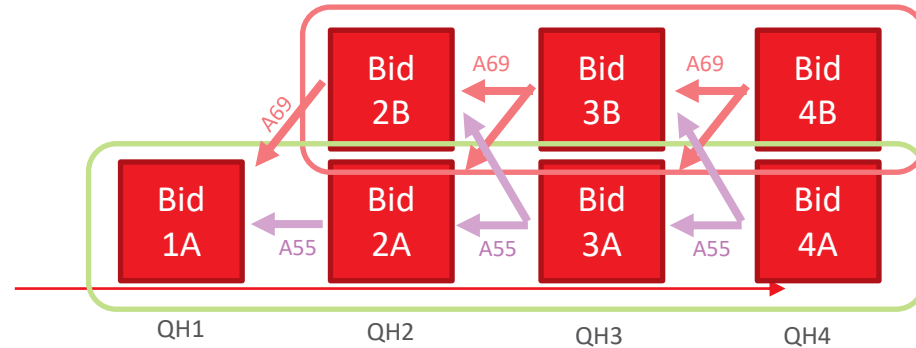 Bid
2B
A69
Bid
3B
A69
Bid
4B
A69
Bid
1A
A55
Bid
2A
A55
Bid
3A
A55
Bid
4A
QH1
QH2
QH3
QH4